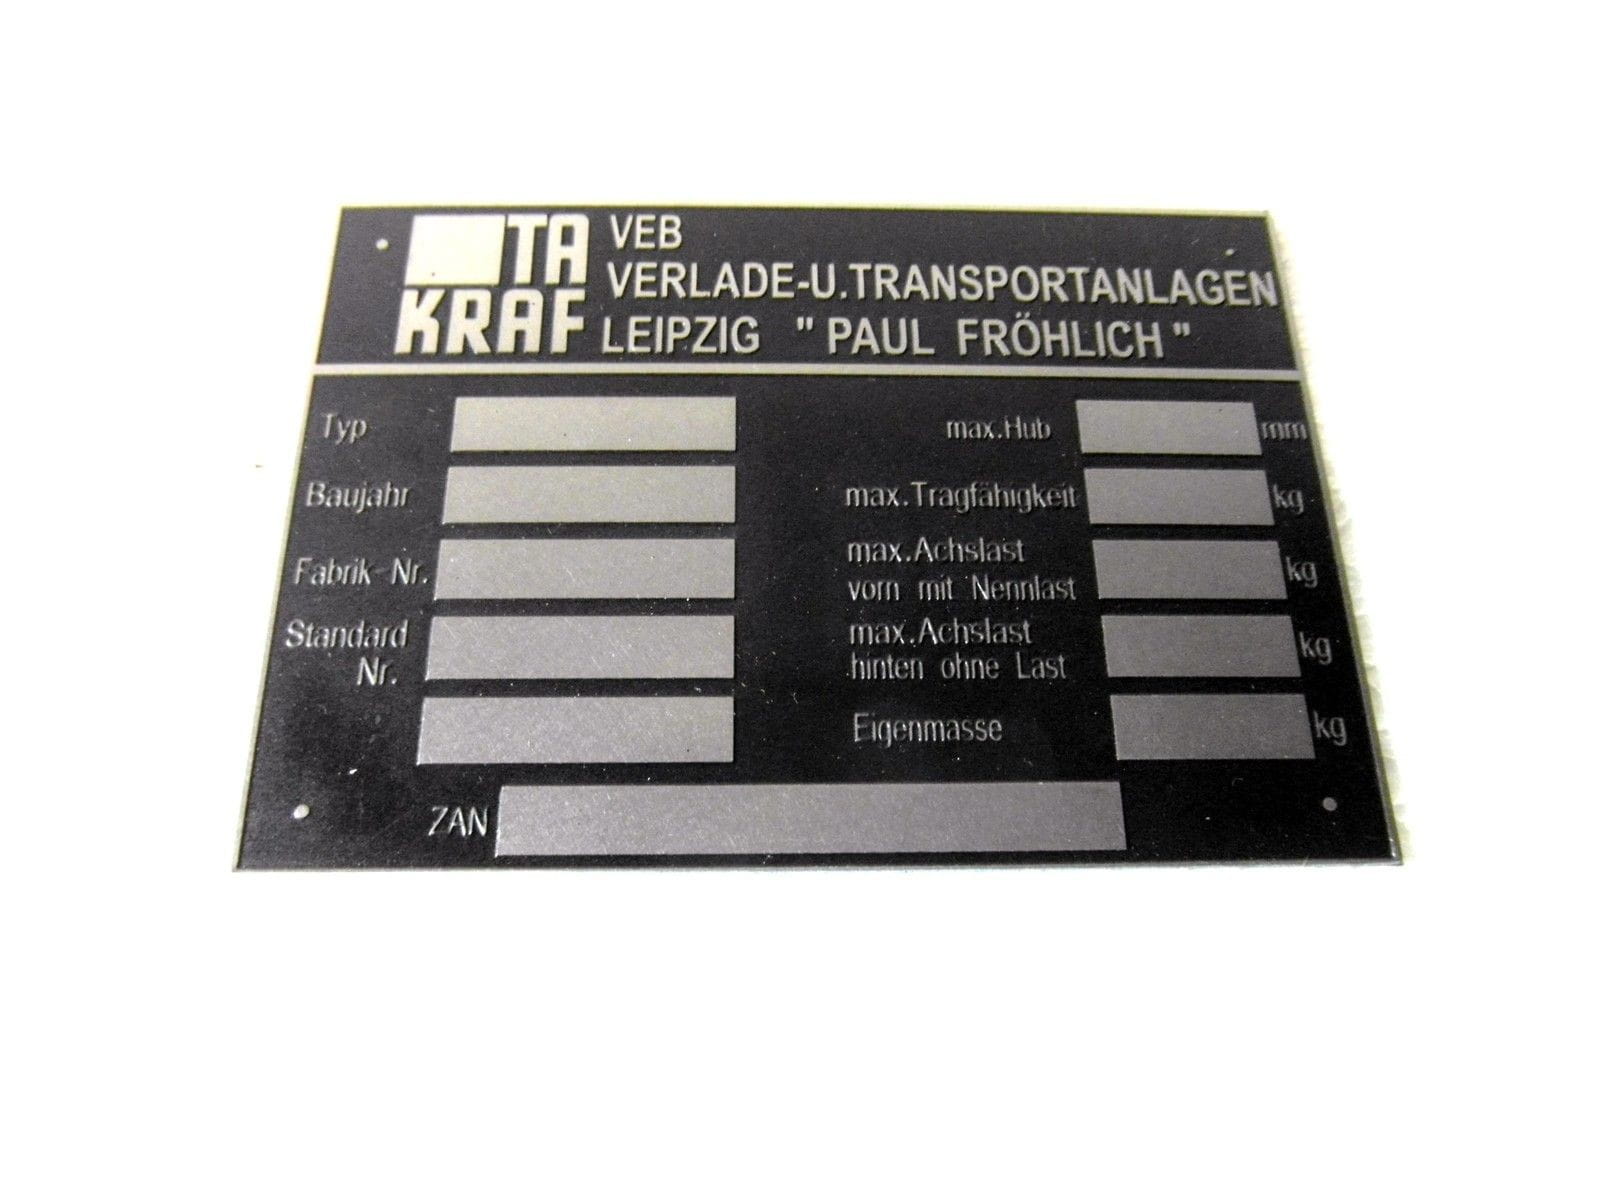 TA
KRAF
VEB
VERLADE-U.TRANSPORTANLAGEN
LEIPZIG " PAUL FRÖHLICH "
Typ
Baujahr
Fabrik-Nr.
Standard
Nr.
max.Hub mm
max.Tragfähigkeit kg
max.Achslast
vorn mit Nennlast kg
max.Achslast
hinten ohne Last kg
Eigenmasse kg
ZAN